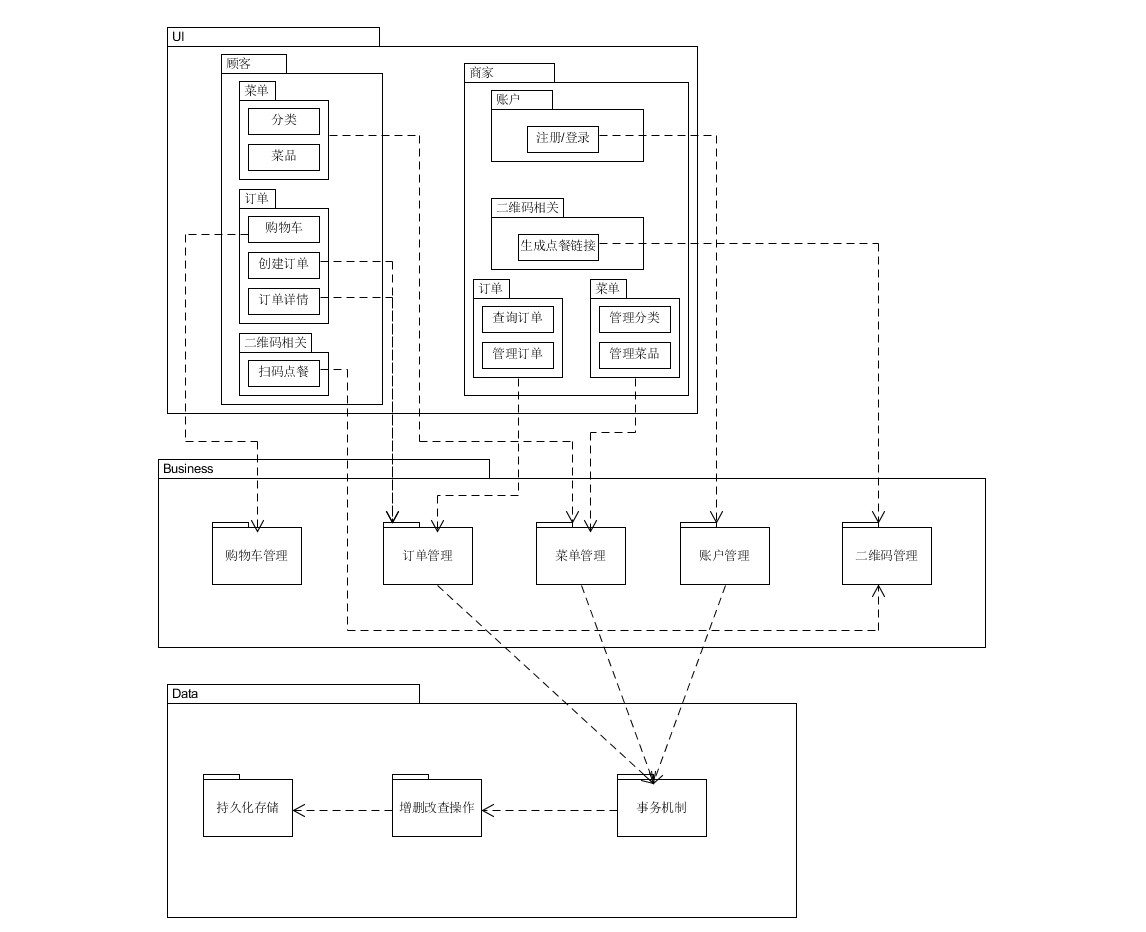 UI
顾客
菜单
分类
菜品
订单
购物车
创建订单
订单详情
二维码相关
扫码点餐
商家
账户
注册/登录
二维码相关
生成点餐链接
订单
查询订单
管理订单
菜单
管理分类
管理菜品
Business
购物车管理
订单管理
菜单管理
账户管理
二维码管理
Data
持久化存储
增删改查操作
事务机制